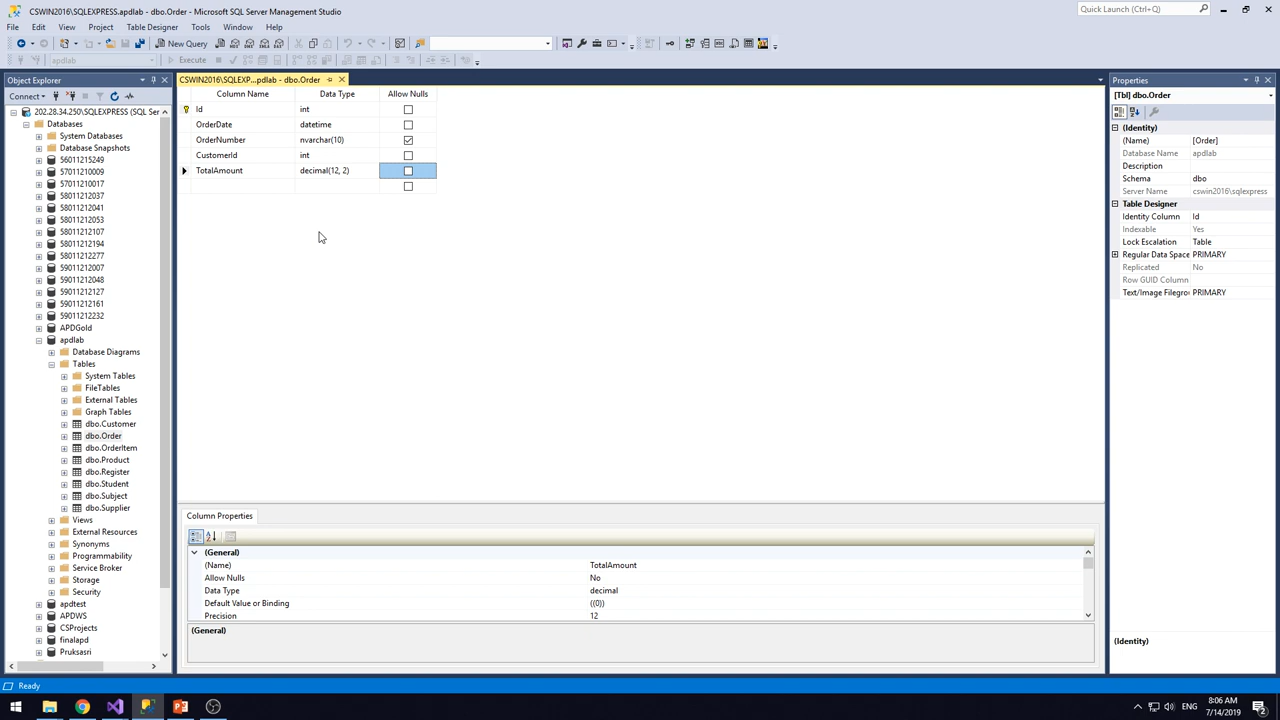 CSWIN2016\SQLEXPRESS.apdlab - dbo.Order - Microsoft SQL Server Management Studio
Quick Launch (Ctrl+Q)
File Edit View Project Table Designer Tools Window Help
New Query
apdlab Execute
Object Explorer
Connect
202.28.34.250\SQLEXPRESS (SQL Ser
Databases
System Databases
Database Snapshots
56011215249
57011210009
57011210017
58011212037
58011212041
58011212053
58011212107
58011212194
58011212277
59011212007
59011212048
59011212127
59011212161
59011212232
APDGold
apdlab
Database Diagrams
Tables
System Tables
FileTables
External Tables
Graph Tables
dbo.Customer
dbo.Order
dbo.OrderItem
dbo.Product
dbo.Register
dbo.Student
dbo.Subject
dbo.Supplier
Views
External Resources
Synonyms
Programmability
Service Broker
Storage
Security
apdtest
APDWS
CSProjects
finalapd
Pruksasri
CSWIN2016\SQLEXP...pdlab - dbo.Order
Column Name Data Type Allow Nulls
Id int
OrderDate datetime
OrderNumber nvarchar(10)
CustomerId int
TotalAmount decimal(12, 2)
Column Properties
(General)
(Name) TotalAmount
Allow Nulls No
Data Type decimal
Default Value or Binding ((0))
Precision 12
(General)
Properties
[Tbl] dbo.Order
(Identity)
(Name) [Order]
Database Name apdlab
Description
Schema dbo
Server Name cswin2016\sqlexpress
Table Designer
Identity Column Id
Indexable Yes
Lock Escalation Table
Regular Data Space PRIMARY
Replicated No
Row GUID Column
Text/Image Filegro PRIMARY
(Identity)
Ready
ENG
8:06 AM
7/14/2019
2